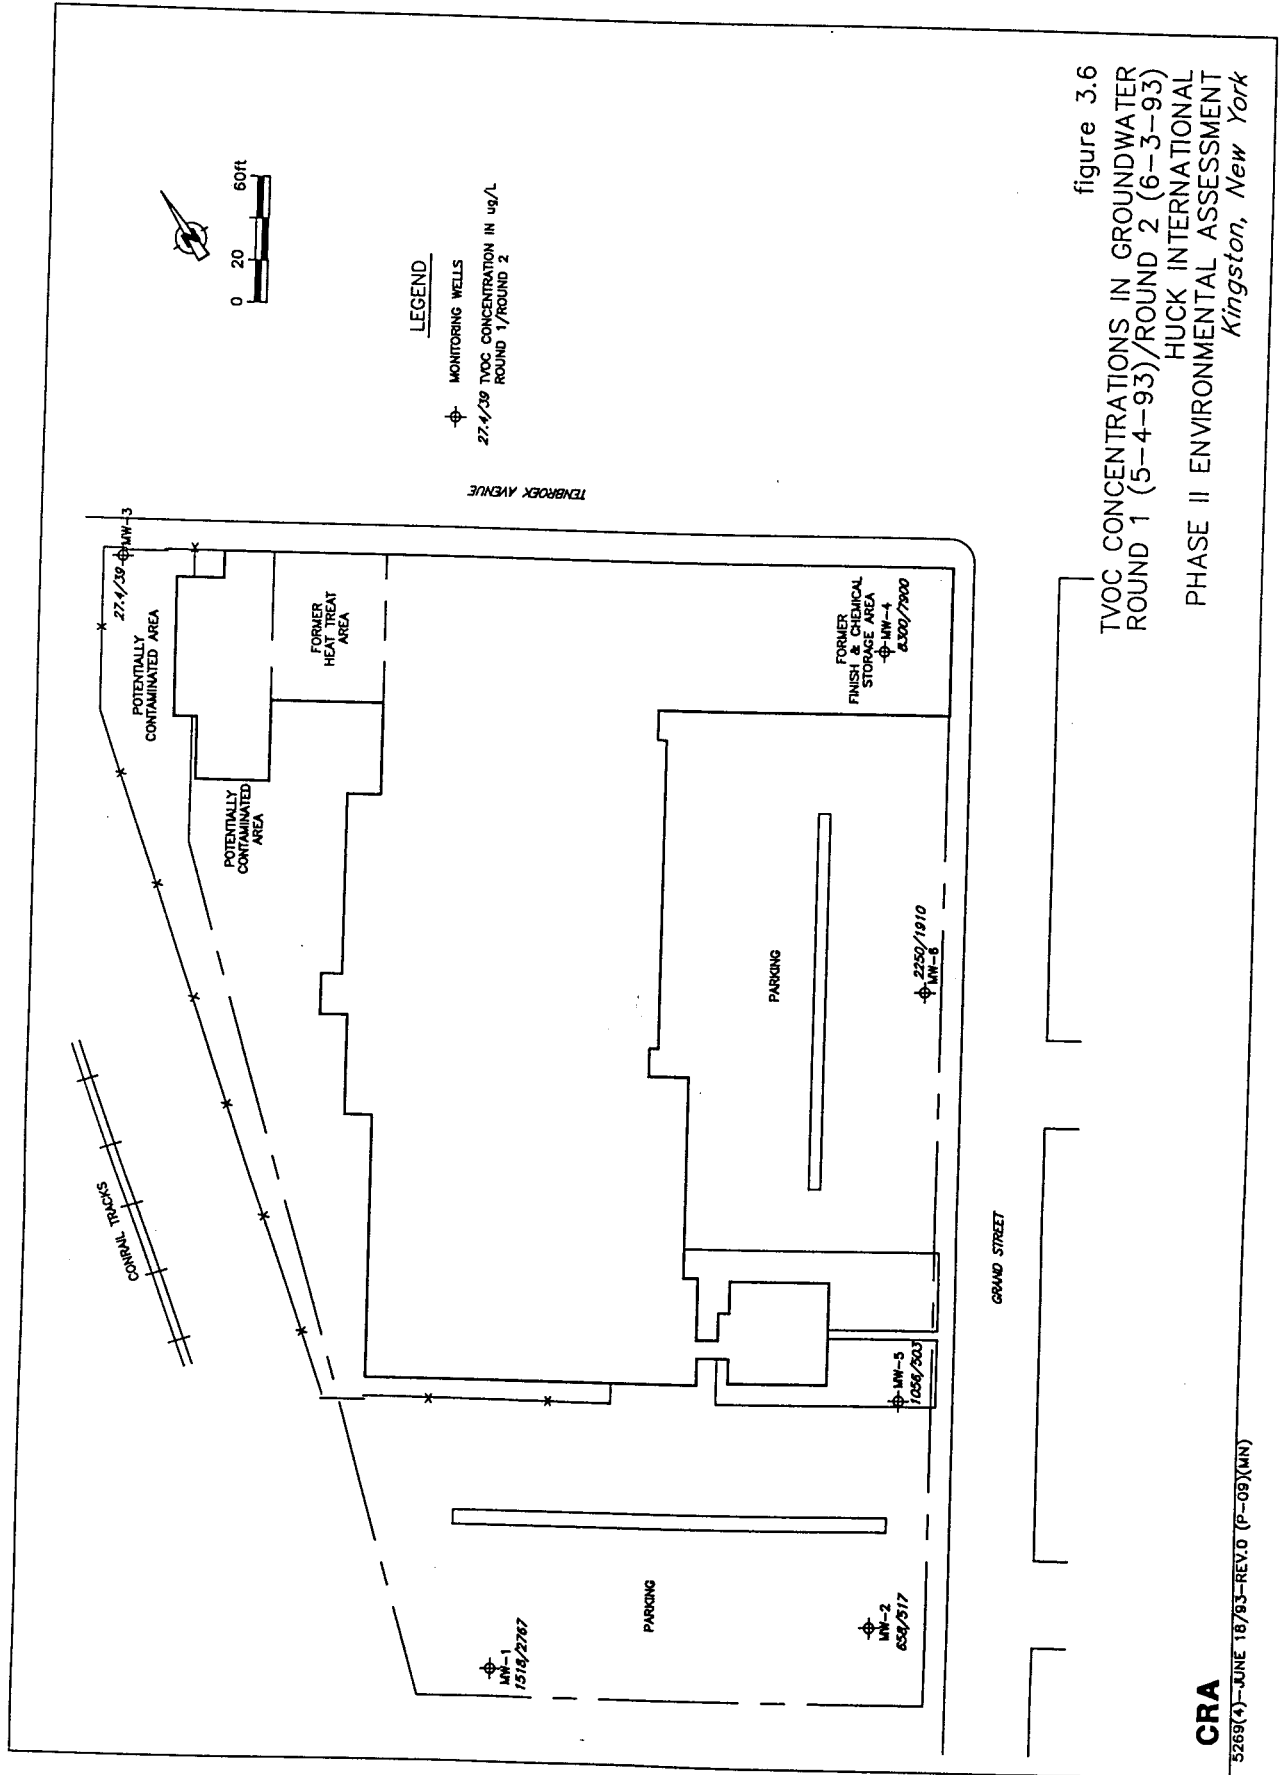 CONRAIL TRACKS
27.4/39
MW-3
POTENTIALLY
CONTAMINATED AREA
POTENTIALLY
CONTAMINATED
AREA
FORMER
HEAT TREAT
AREA
TENBROEK AVENUE
0 20 60ft
LEGEND
MONITORING WELLS
27.4/39 TVOC CONCENTRATION IN ug/L
ROUND 1/ROUND 2
FORMER
FINISH & CHEMICAL
STORAGE AREA
MW-4
8300/7900
PARKING
2250/1910
MW-6
MW-5
1056/503
GRAND STREET
PARKING
MW-1
1518/2767
MW-2
658/517
figure 3.6
TVOC CONCENTRATIONS IN GROUNDWATER
ROUND 1 (5-4-93)/ROUND 2 (6-3-93)
HUCK INTERNATIONAL
PHASE II ENVIRONMENTAL ASSESSMENT
Kingston, New York
CRA
5269(4)-JUNE 18/93-REV.0 (P-09)(MN)